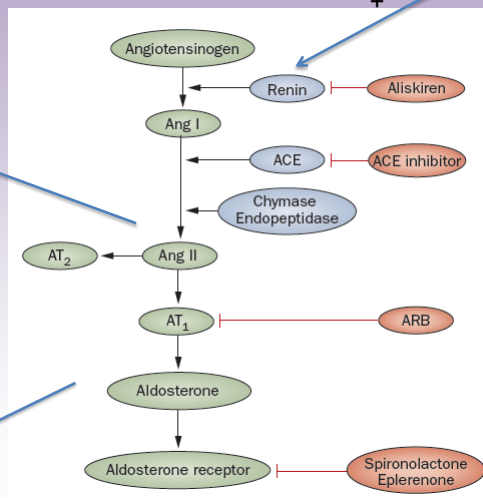 +
Angiotensinogen
Renin
Aliskiren
Ang I
ACE
ACE inhibitor
Chymase
Endopeptidase
AT₂
Ang II
AT₁
ARB
Aldosterone
Aldosterone receptor
Spironolactone
Eplerenone